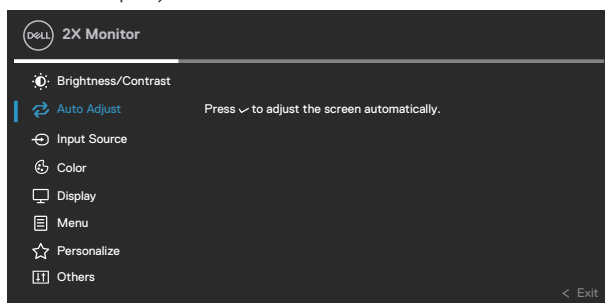 DELL 2X Monitor
Brightness/Contrast
Auto Adjust Press ✓ to adjust the screen automatically.
Input Source
Color
Display
Menu
Personalize
Others
< Exit